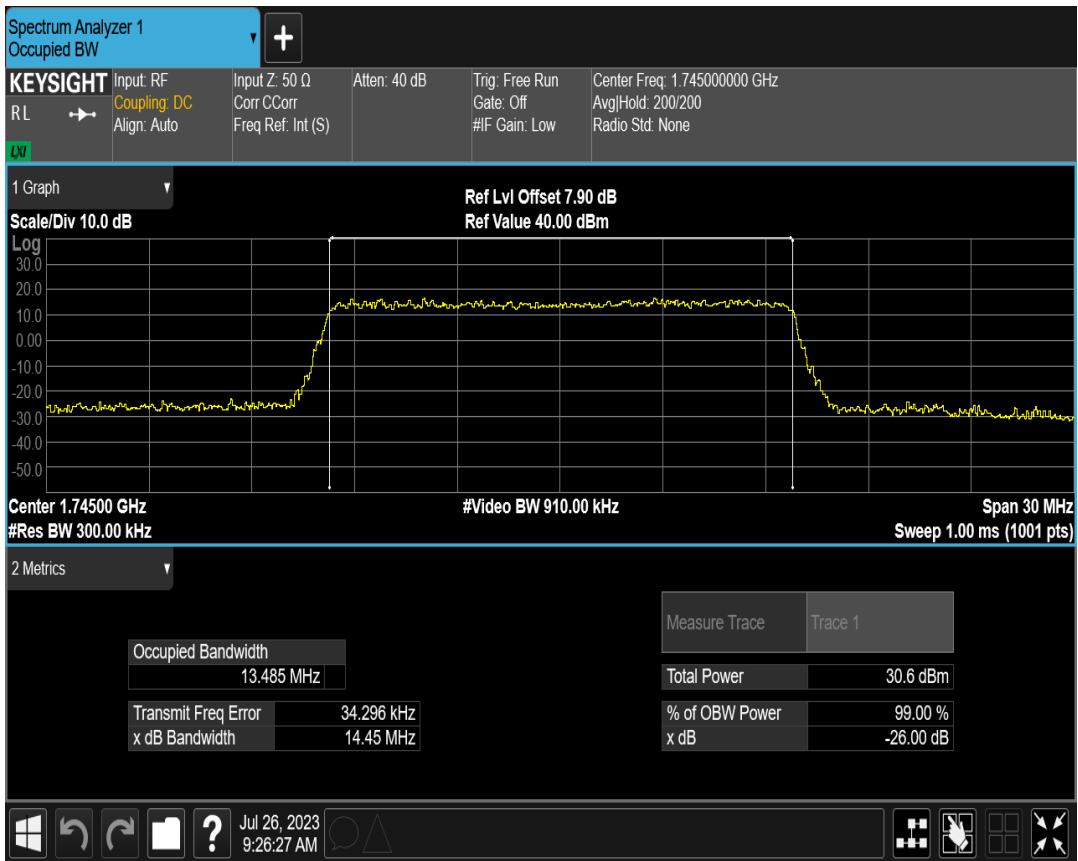 Spectrum Analyzer 1
Occupied BW
KEYSIGHT
RL
LXI
Input: RF
Coupling: DC
Align: Auto
Input Z: 50 Ω
Corr CCorr
Freq Ref: Int (S)
Atten: 40 dB
Trig: Free Run
Gate: Off
#IF Gain: Low
Center Freq: 1.745000000 GHz
Avg|Hold: 200/200
Radio Std: None
1 Graph
Scale/Div 10.0 dB
Ref Lvl Offset 7.90 dB
Ref Value 40.00 dBm
Log
30.0
20.0
10.0
0.00
-10.0
-20.0
-30.0
-40.0
-50.0
Center 1.74500 GHz
#Res BW 300.00 kHz
#Video BW 910.00 kHz
Span 30 MHz
Sweep 1.00 ms (1001 pts)
2 Metrics
Measure Trace Trace 1
Occupied Bandwidth
13.485 MHz
Total Power 30.6 dBm
Transmit Freq Error 34.296 kHz
x dB Bandwidth 14.45 MHz
% of OBW Power 99.00 %
x dB -26.00 dB
?
Jul 26, 2023
9:26:27 AM